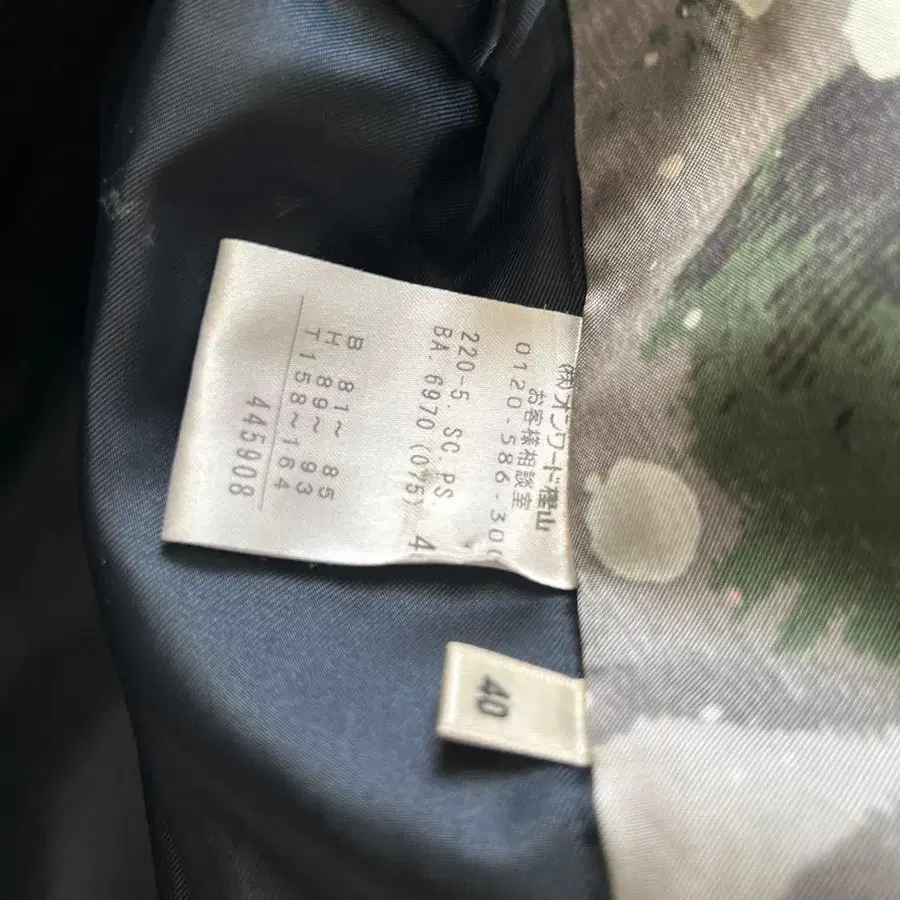 ㈱オンワード樫山
お客様相談室
0120-586-300
220-5. SC PS.
BA. 6970 (075) 4
B 81～ 85
H 89～ 93
T 158～164
445908
40